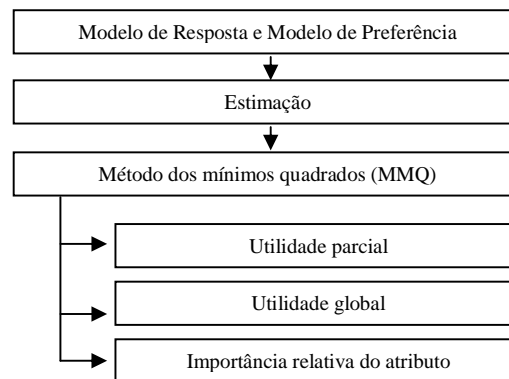 Modelo de Resposta e Modelo de Preferência
Estimação
Método dos mínimos quadrados (MMQ)
Utilidade parcial
Utilidade global
Importância relativa do atributo